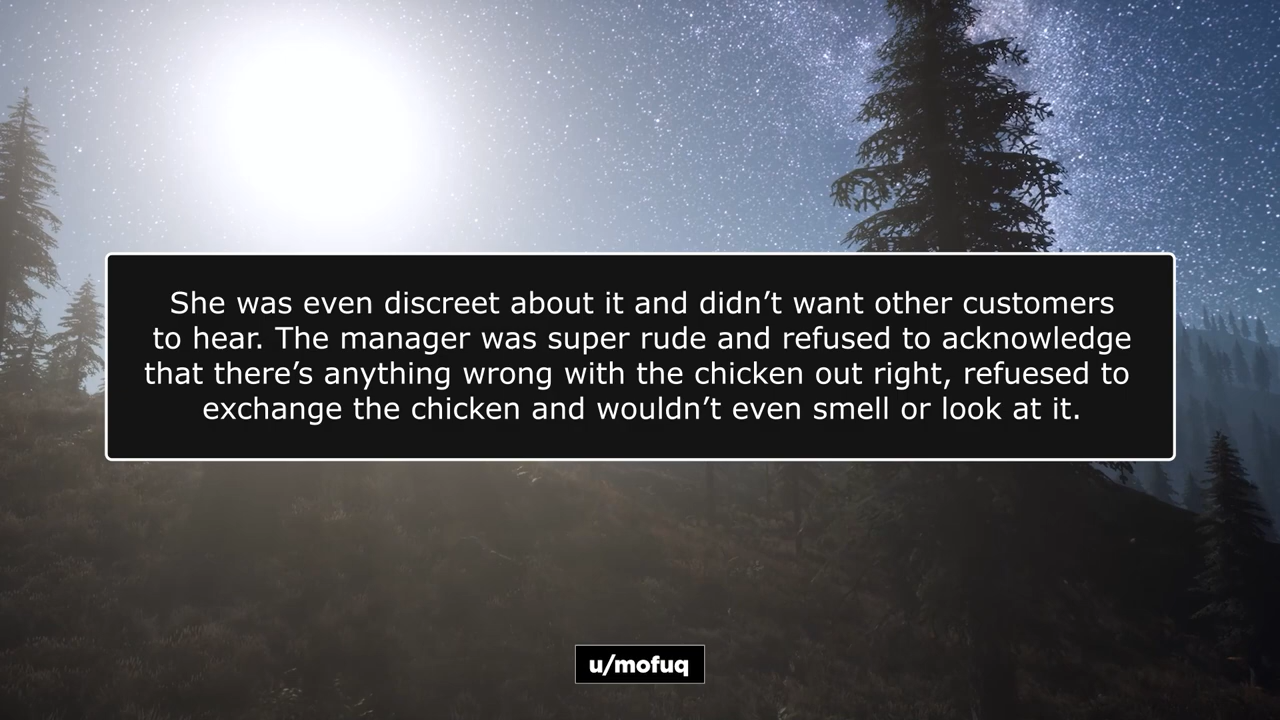 She was even discreet about it and didn’t want other customers
to hear. The manager was super rude and refused to acknowledge
that there’s anything wrong with the chicken out right, refuesed to
exchange the chicken and wouldn’t even smell or look at it.
u/mofuq